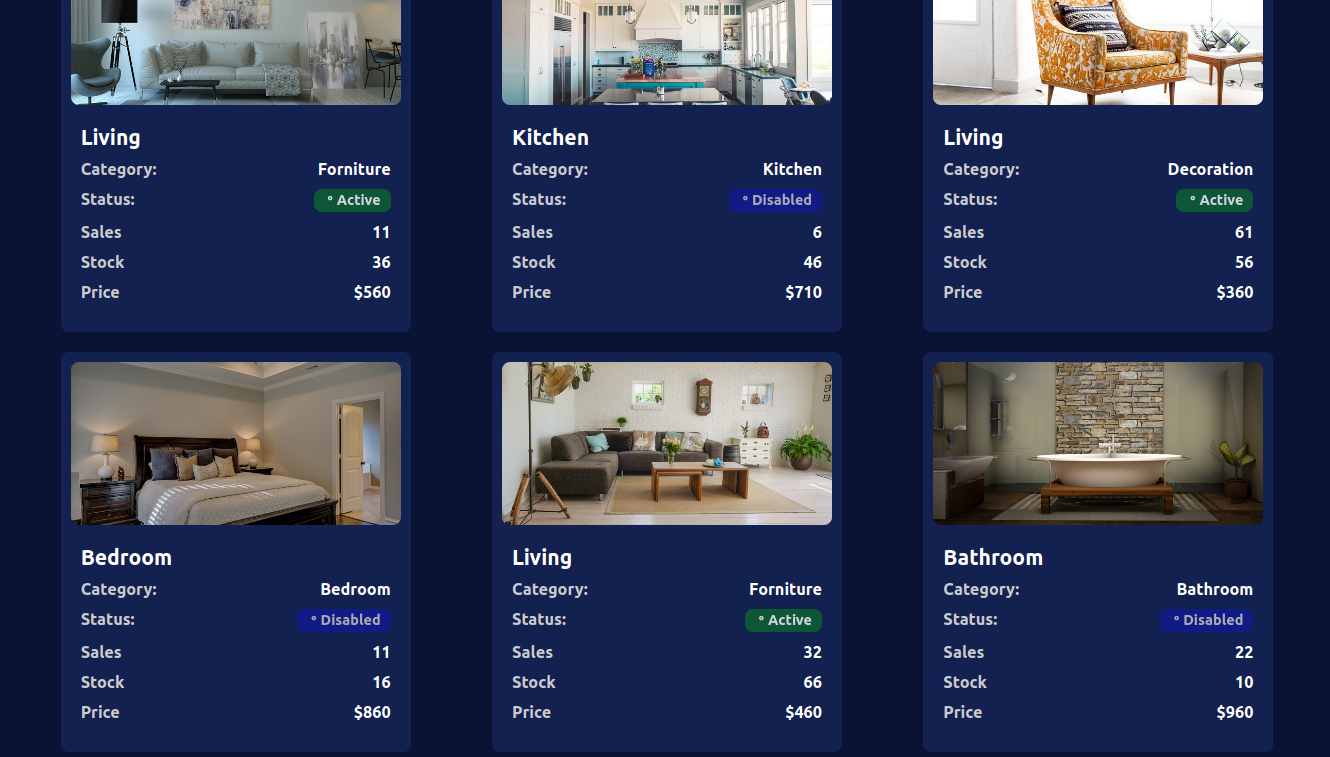 Living
Category: Forniture
Status: ° Active
Sales 11
Stock 36
Price $560
Kitchen
Category: Kitchen
Status: ° Disabled
Sales 6
Stock 46
Price $710
Living
Category: Decoration
Status: ° Active
Sales 61
Stock 56
Price $360
Bedroom
Category: Bedroom
Status: ° Disabled
Sales 11
Stock 16
Price $860
Living
Category: Forniture
Status: ° Active
Sales 32
Stock 66
Price $460
Bathroom
Category: Bathroom
Status: ° Disabled
Sales 22
Stock 10
Price $960